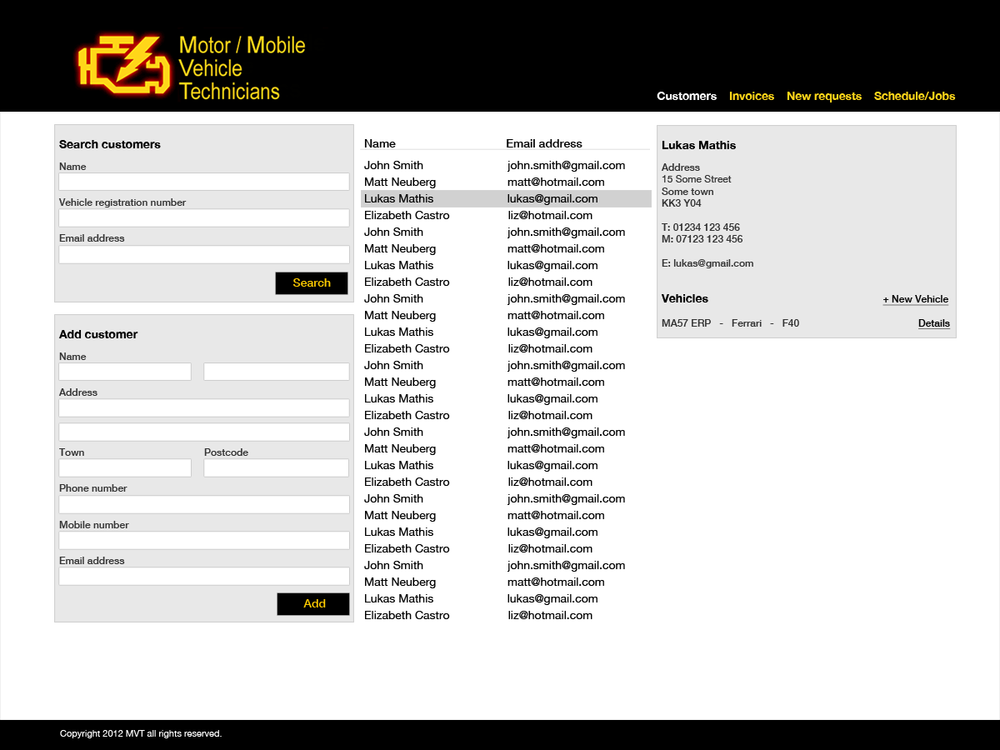 Motor / Mobile
Vehicle
Technicians
Customers Invoices New requests Schedule/Jobs
Search customers
Name
Vehicle registration number
Email address
Search
Add customer
Name
Address
Town Postcode
Phone number
Mobile number
Email address
Add
Name Email address
John Smith john.smith@gmail.com
Matt Neuberg matt@hotmail.com
Lukas Mathis lukas@gmail.com
Elizabeth Castro liz@hotmail.com
John Smith john.smith@gmail.com
Matt Neuberg matt@hotmail.com
Lukas Mathis lukas@gmail.com
Elizabeth Castro liz@hotmail.com
John Smith john.smith@gmail.com
Matt Neuberg matt@hotmail.com
Lukas Mathis lukas@gmail.com
Elizabeth Castro liz@hotmail.com
John Smith john.smith@gmail.com
Matt Neuberg matt@hotmail.com
Lukas Mathis lukas@gmail.com
Elizabeth Castro liz@hotmail.com
John Smith john.smith@gmail.com
Matt Neuberg matt@hotmail.com
Lukas Mathis lukas@gmail.com
Elizabeth Castro liz@hotmail.com
John Smith john.smith@gmail.com
Matt Neuberg matt@hotmail.com
Lukas Mathis lukas@gmail.com
Elizabeth Castro liz@hotmail.com
John Smith john.smith@gmail.com
Matt Neuberg matt@hotmail.com
Lukas Mathis lukas@gmail.com
Elizabeth Castro liz@hotmail.com
Lukas Mathis
Address
15 Some Street
Some town
KK3 Y04
T: 01234 123 456
M: 07123 123 456
E: lukas@gmail.com
Vehicles + New Vehicle
MA57 ERP - Ferrari - F40 Details
Copyright 2012 MVT all rights reserved.